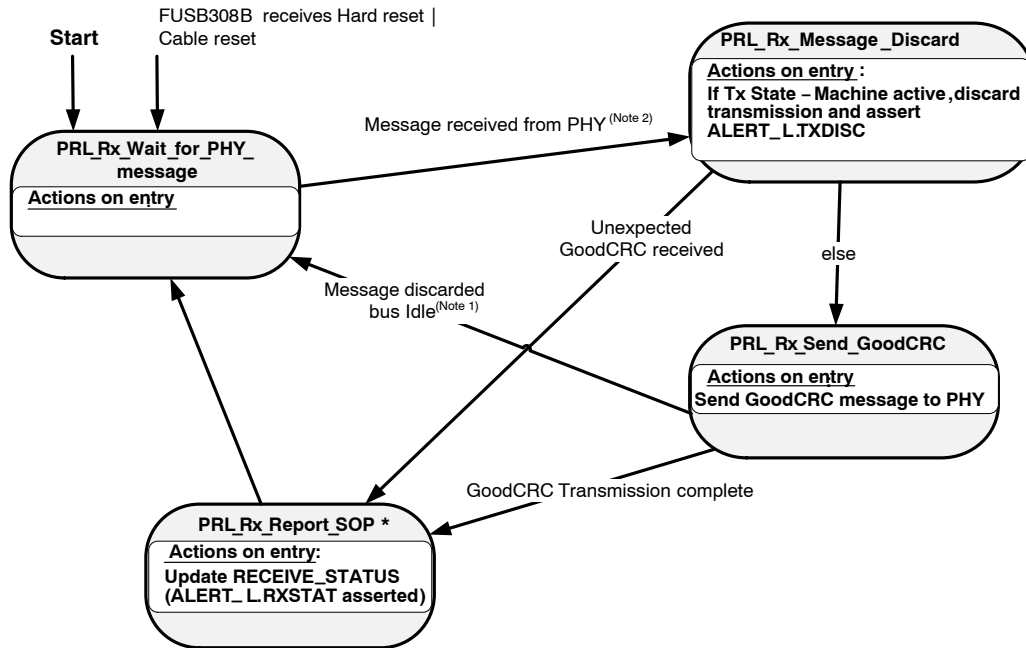 FUSB308B receives Hard reset |
Cable reset
Start
PRL_Rx_Wait_for_PHY_
message
Actions on entry
Message received from PHY(Note 2)
PRL_Rx_Message_Discard
Actions on entry :
If Tx State – Machine active,discard
transmission and assert
ALERT_L.TXDISC
Unexpected
GoodCRC received
else
Message discarded
bus Idle(Note 1)
PRL_Rx_Send_GoodCRC
Actions on entry
Send GoodCRC message to PHY
GoodCRC Transmission complete
PRL_Rx_Report_SOP *
Actions on entry:
Update RECEIVE_STATUS
(ALERT_L.RXSTAT asserted)